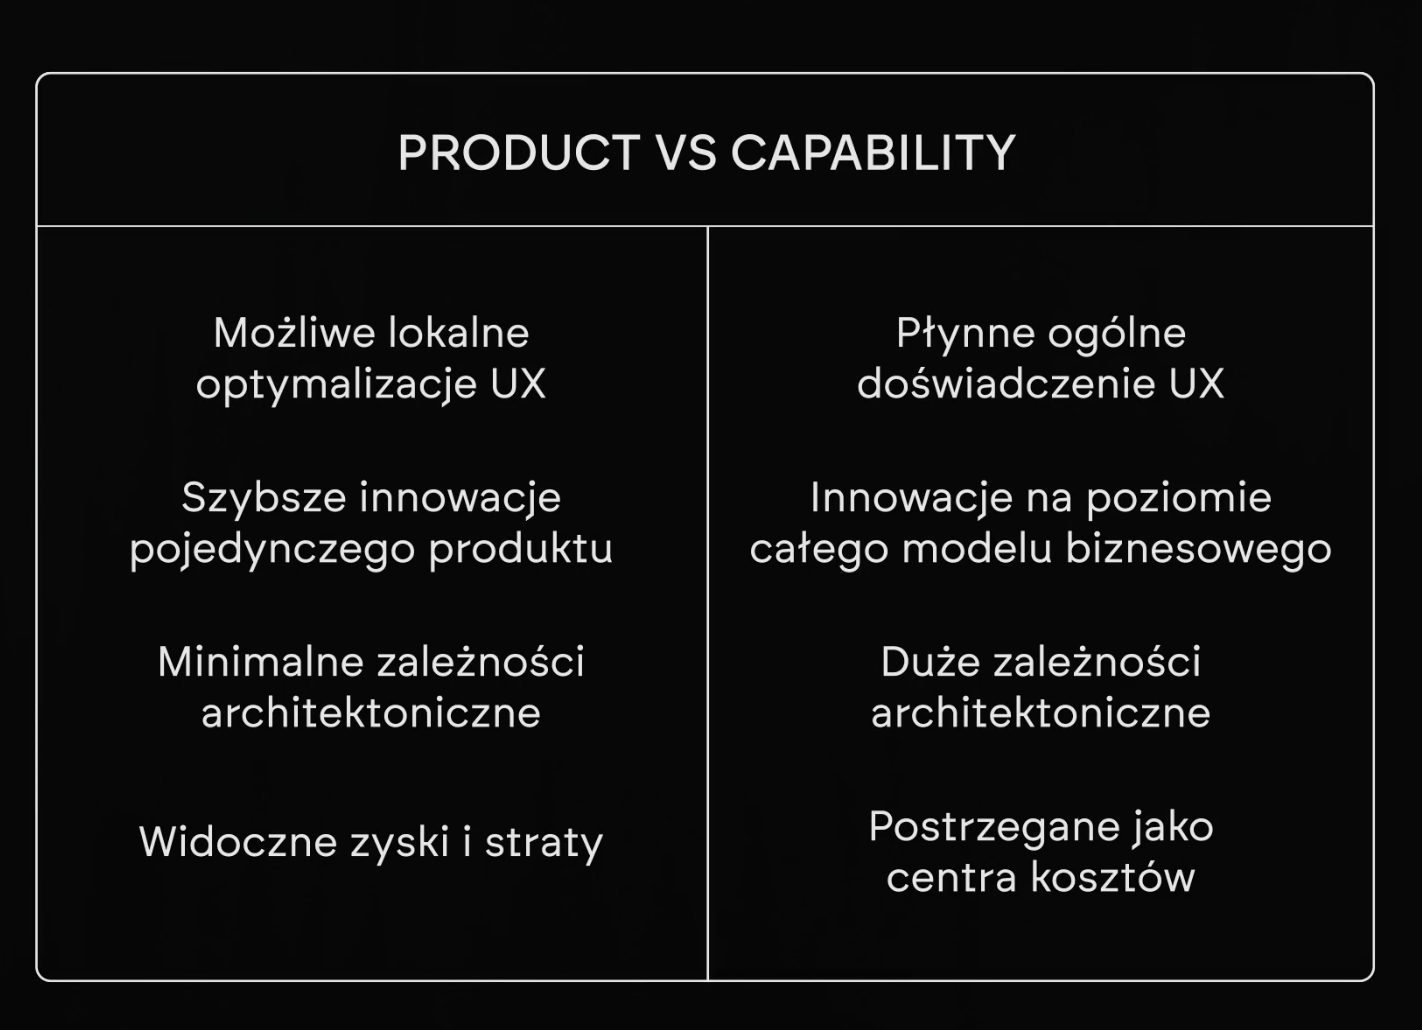 PRODUCT VS CAPABILITY
Możliwe lokalne
optymalizacje UX
Szybsze innowacje
pojedynczego produktu
Minimalne zależności
architektoniczne
Widoczne zyski i straty
Płynne ogólne
doświadczenie UX
Innowacje na poziomie
całego modelu biznesowego
Duże zależności
architektoniczne
Postrzegane jako
centra kosztów